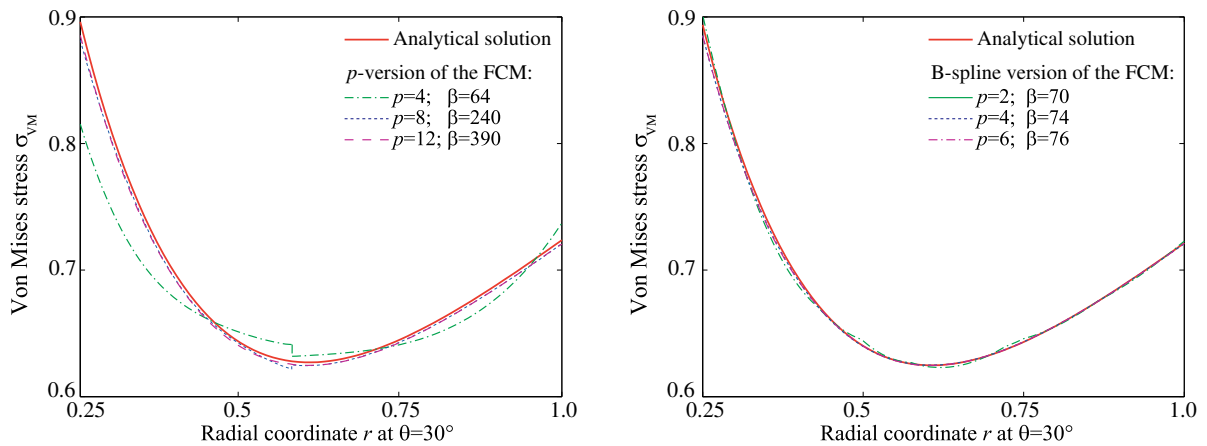 0.9
0.8
0.7
0.6
0.25
0.5
0.75
1.0
Von Mises stress σVM
Radial coordinate r at θ=30°
Analytical solution
p-version of the FCM:
p=4; β=64
p=8; β=240
p=12; β=390
0.9
0.8
0.7
0.6
0.25
0.5
0.75
1.0
Von Mises stress σVM
Radial coordinate r at θ=30°
Analytical solution
B-spline version of the FCM:
p=2; β=70
p=4; β=74
p=6; β=76